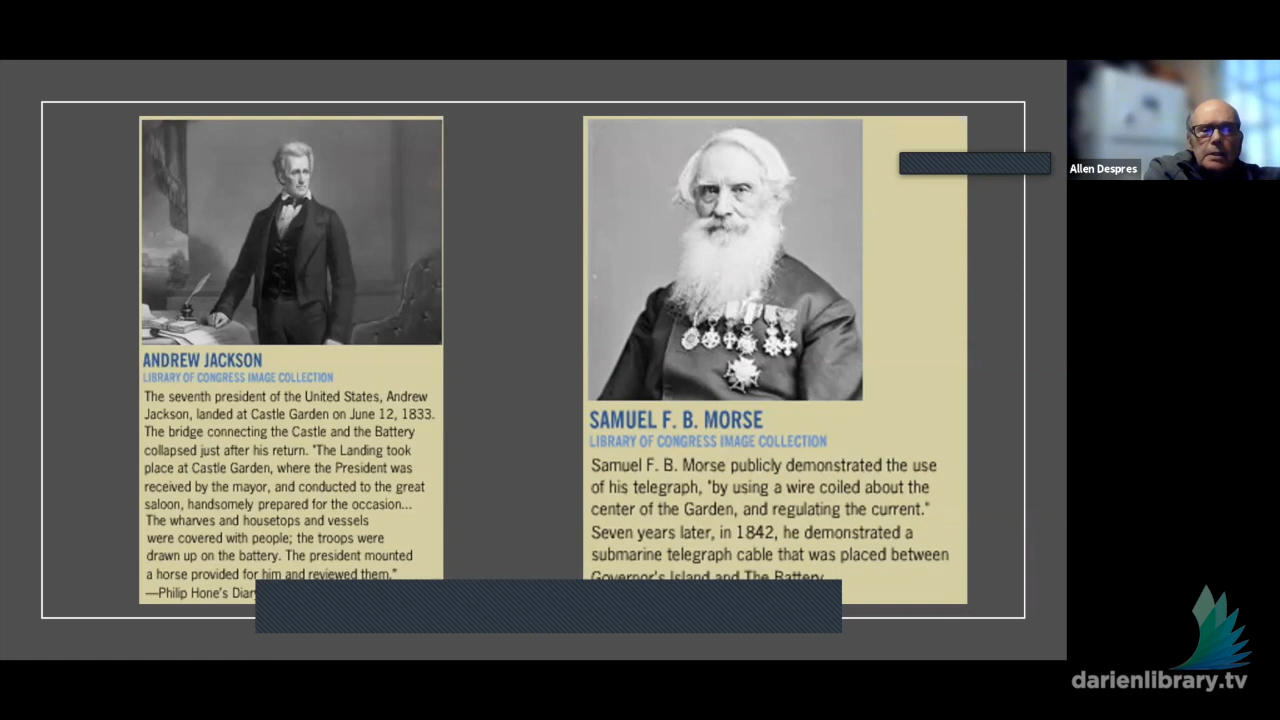 ANDREW JACKSON
LIBRARY OF CONGRESS IMAGE COLLECTION
The seventh president of the United States, Andrew
Jackson, landed at Castle Garden on June 12, 1833.
The bridge connecting the Castle and the Battery
collapsed just after his return. "The Landing took
place at Castle Garden, where the President was
received by the mayor, and conducted to the great
saloon, handsomely prepared for the occasion...
The wharves and housetops and vessels
were covered with people; the troops were
drawn up on the battery. The president mounted
a horse provided for him and reviewed them."
—Philip Hone's Diary
SAMUEL F. B. MORSE
LIBRARY OF CONGRESS IMAGE COLLECTION
Samuel F. B. Morse publicly demonstrated the use
of his telegraph, "by using a wire coiled about the
center of the Garden, and regulating the current."
Seven years later, in 1842, he demonstrated a
submarine telegraph cable that was placed between
Governor's Island and The Battery
Allen Despres
darienlibrary.tv